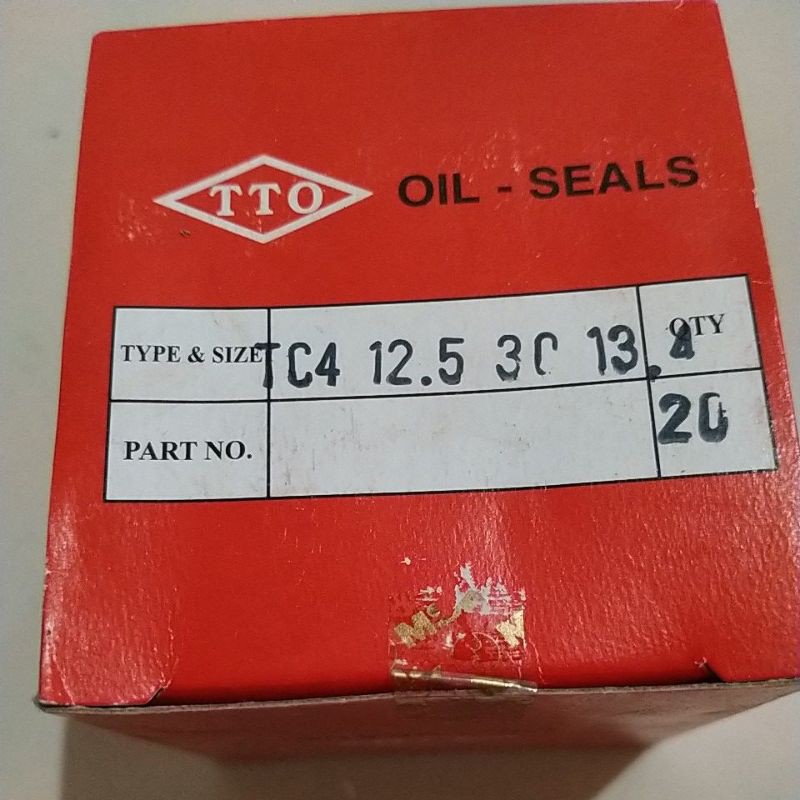 TTO OIL - SEALS
TYPE & SIZE TC4 12.5 30 13.4 QTY
PART NO. 20